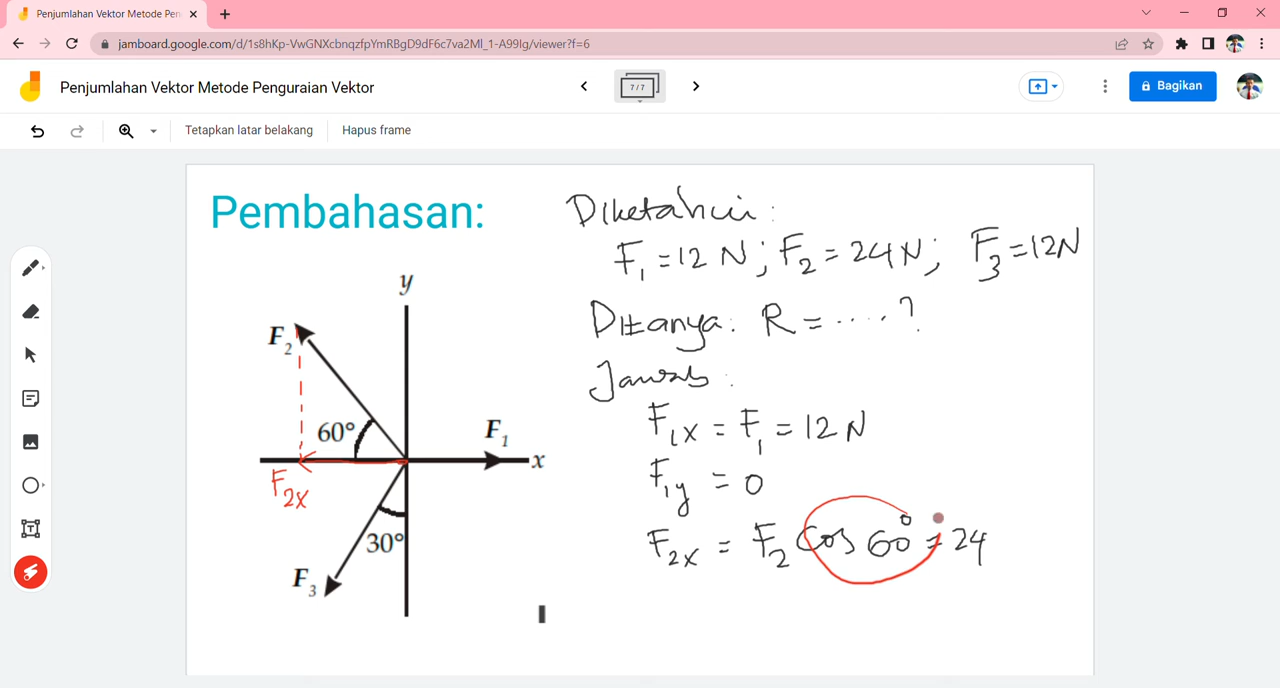 Penjumlahan Vektor Metode Pen
jamboard.google.com/d/1s8hKp-VwGNXcbnqzfpYmRBgD9dF6c7va2Ml_1-A99Ig/viewer?f=6
Penjumlahan Vektor Metode Penguraian Vektor
7/7
Bagikan
Tetapkan latar belakang
Hapus frame
Pembahasan:
Diketahui :
F₁ = 12 N ; F₂ = 24 N ; F₃ = 12 N
Ditanya : R = .... ?
Jawab :
F₁x = F₁ = 12 N
F₁y = 0
F₂x = F₂ cos 60° = 24
y
F₂
60°
F₁
x
F₂x
30°
F₃